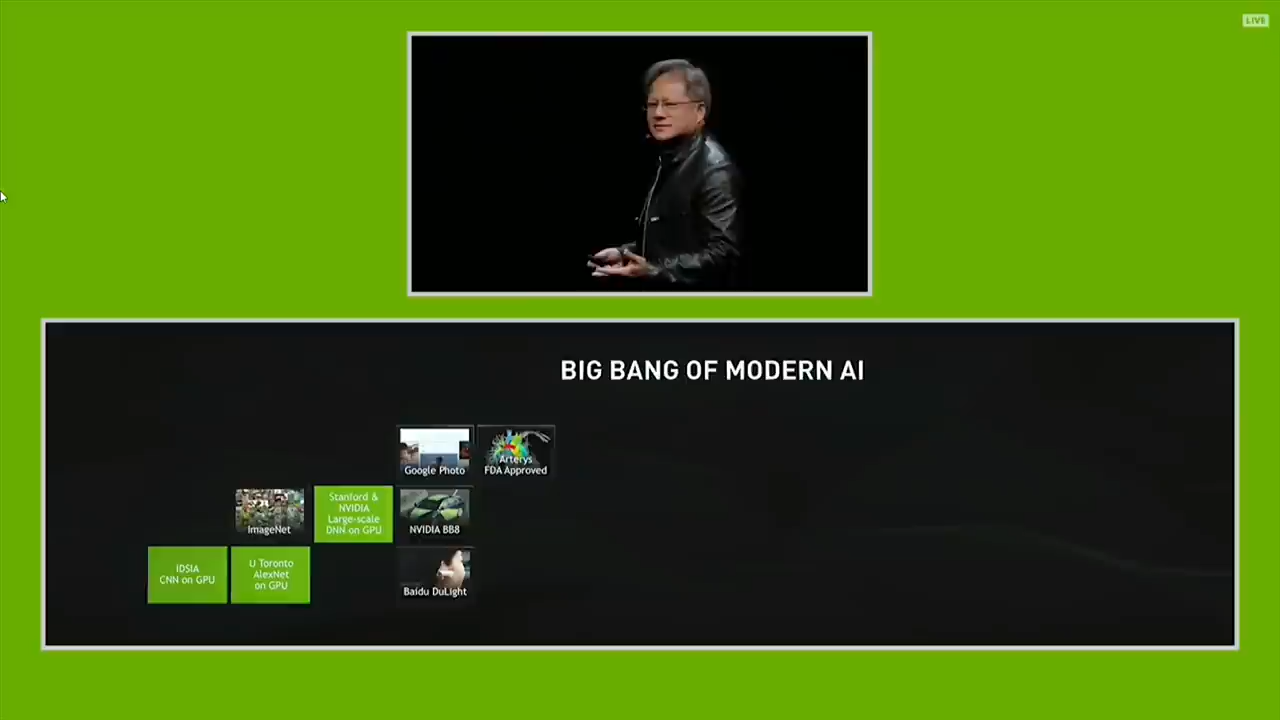 LIVE
BIG BANG OF MODERN AI
Google Photo
Arterys
FDA Approved
ImageNet
Stanford &
NVIDIA
Large-scale
DNN on GPU
NVIDIA BB8
IDSIA
CNN on GPU
U Toronto
AlexNet
on GPU
Baidu DuLight